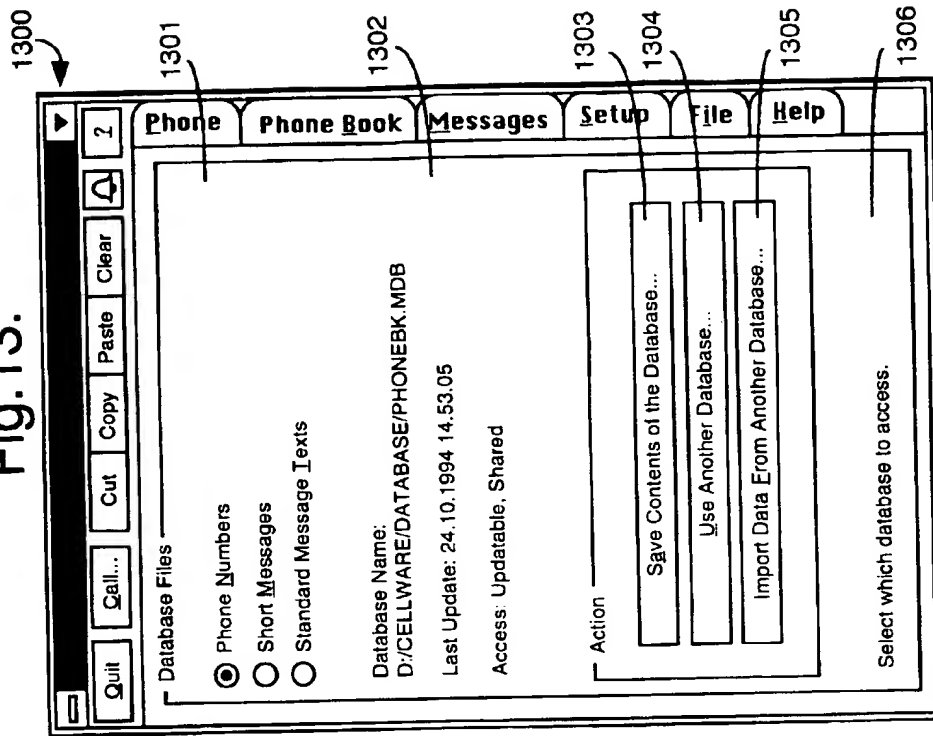 Fig.13.
1300
Quit Call... Cut Copy Paste Clear ?
Phone
Phone Book
Messages
Setup
File
Help
Database Files
Phone Numbers
Short Messages
Standard Message Texts
1301
Database Name:
D:/CELLWARE/DATABASE/PHONEBK.MDB
Last Update: 24.10.1994 14.53.05
Access: Updatable, Shared
1302
Action
Save Contents of the Database...
1303
Use Another Database...
1304
Import Data From Another Database...
1305
Select which database to access.
1306